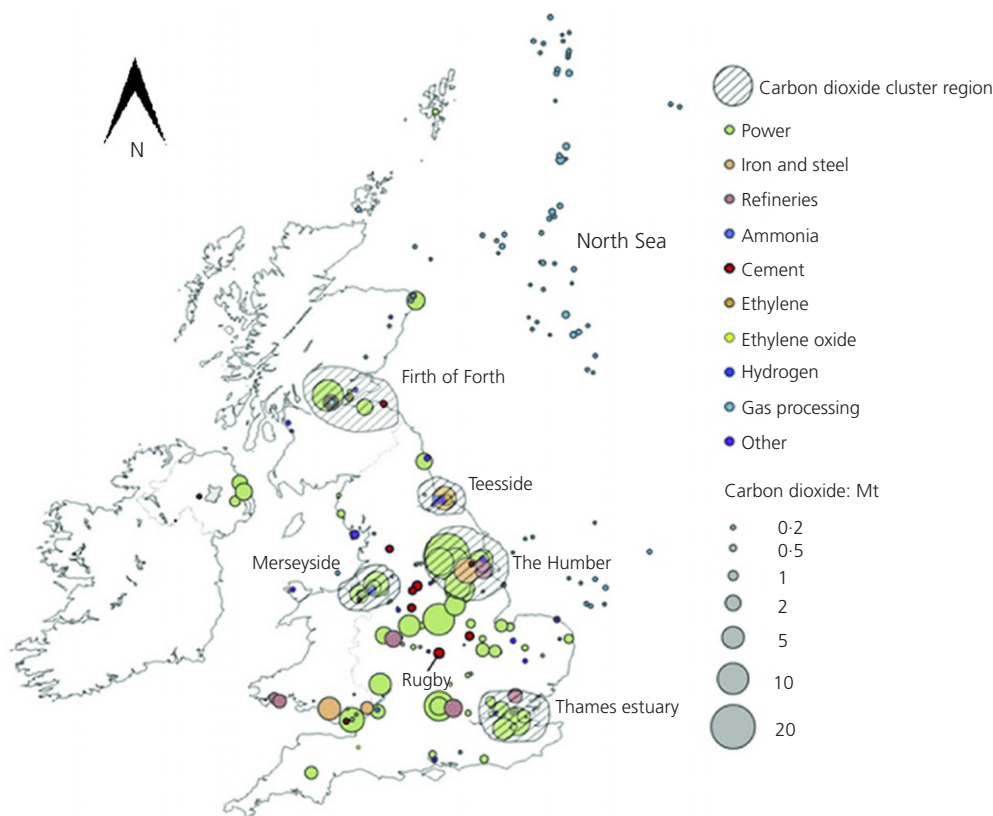 N
North Sea
Firth of Forth
Teesside
Merseyside
The Humber
Rugby
Thames estuary
Carbon dioxide cluster region
Power
Iron and steel
Refineries
Ammonia
Cement
Ethylene
Ethylene oxide
Hydrogen
Gas processing
Other
Carbon dioxide: Mt
0·2
0·5
1
2
5
10
20